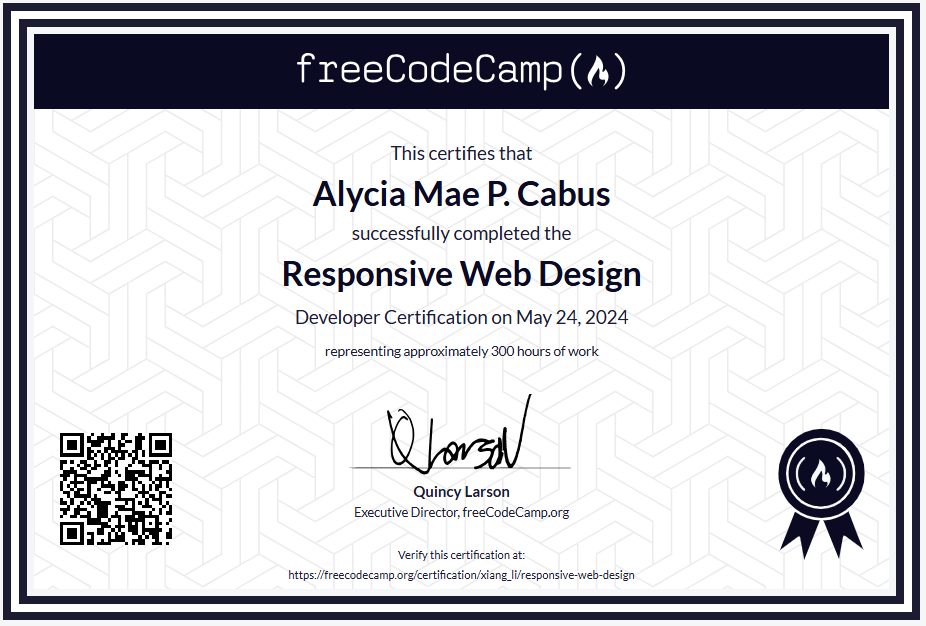 freeCodeCamp
This certifies that
Alycia Mae P. Cabus
successfully completed the
Responsive Web Design
Developer Certification on May 24, 2024
representing approximately 300 hours of work
Quincy Larson
Executive Director, freeCodeCamp.org
Verify this certification at:
https://freecodecamp.org/certification/xiang_li/responsive-web-design